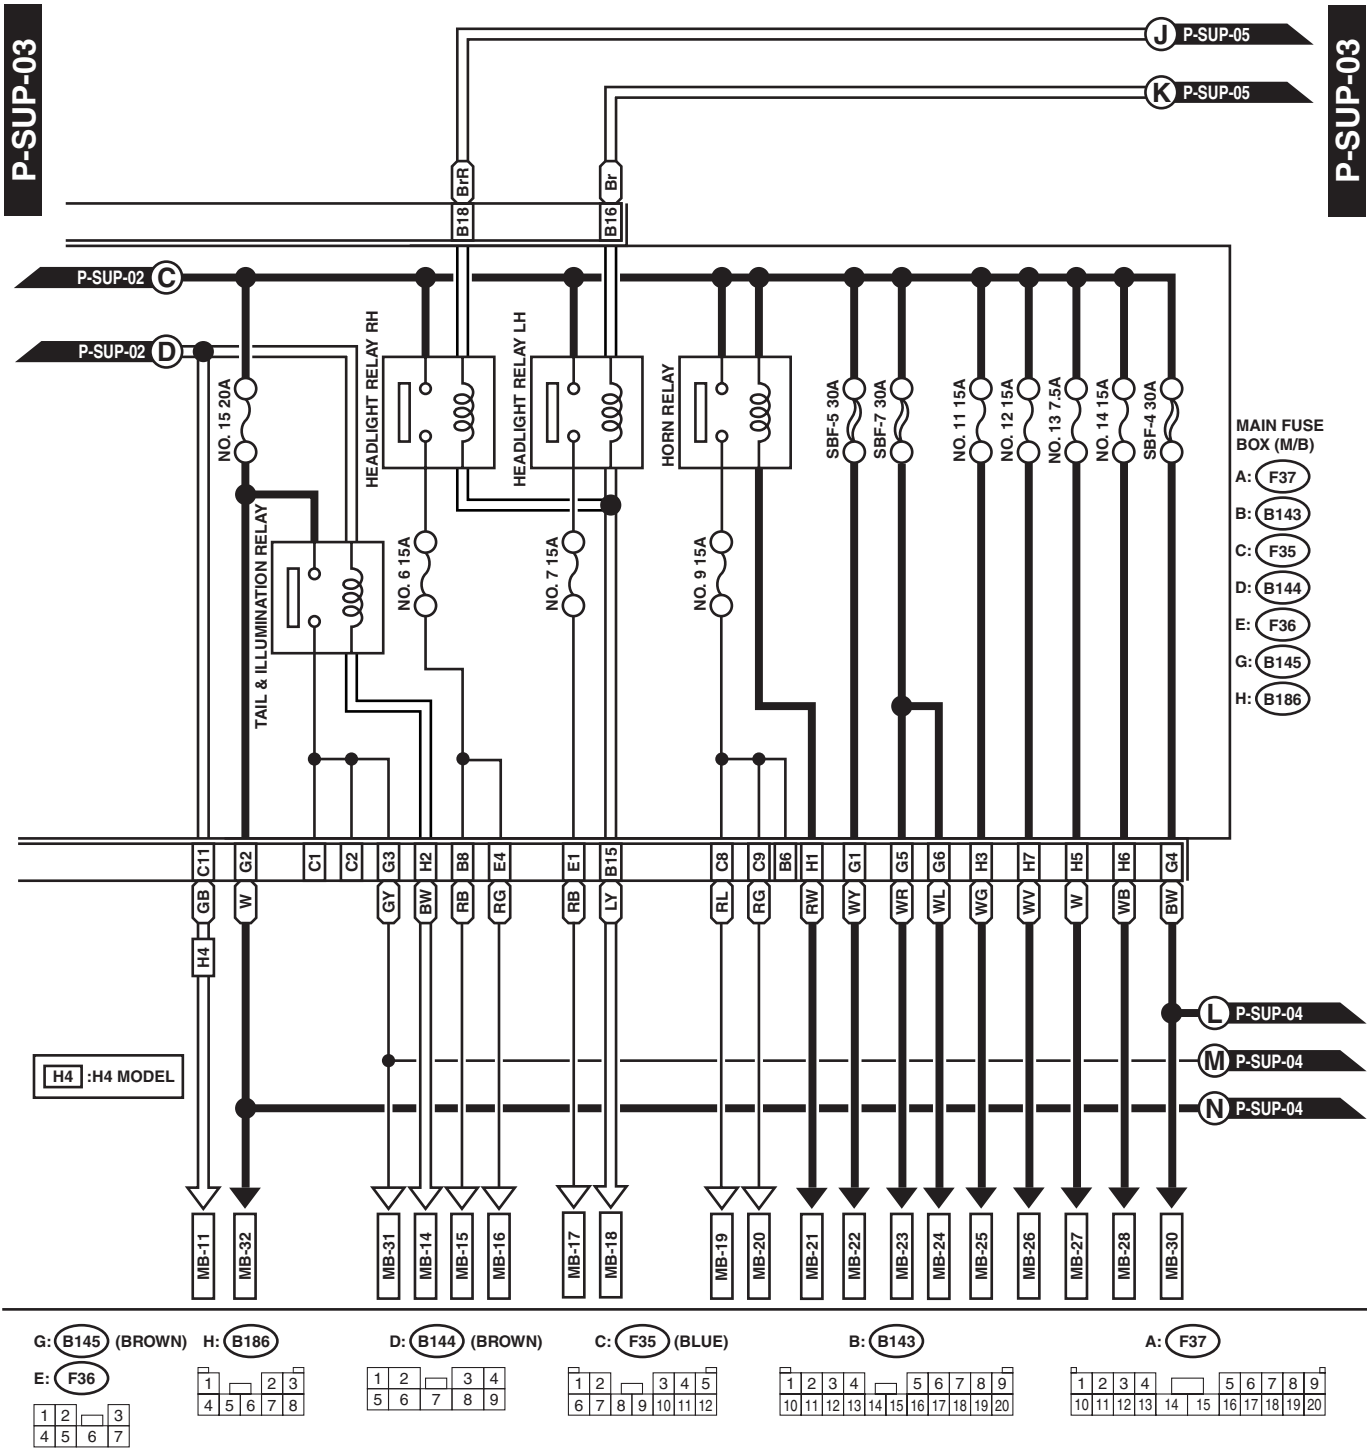 P-SUP-03
P-SUP-03
J P-SUP-05
K P-SUP-05
BrR
Br
B18
B16
P-SUP-02 C
P-SUP-02 D
HEADLIGHT RELAY RH
HEADLIGHT RELAY LH
HORN RELAY
NO. 15 20A
SBF-5 30A
SBF-7 30A
NO. 11 15A
NO. 12 15A
NO. 13 7.5A
NO. 14 15A
SBF-4 30A
MAIN FUSE
BOX (M/B)
A: F37
B: B143
C: F35
D: B144
E: F36
G: B145
H: B186
TAIL & ILLUMINATION RELAY
NO. 6 15A
NO. 7 15A
NO. 9 15A
C11 G2 C1 C2 G3 H2 B8 E4 E1 B15 C8 C9 B6 H1 G1 G5 G6 H3 H7 H5 H6 G4
GB W GY BW RB RG RB LY RL RG RW WY WR WL WG WV W WB BW
H4
L P-SUP-04
M P-SUP-04
N P-SUP-04
H4 :H4 MODEL
MB-11 MB-32 MB-31 MB-14 MB-15 MB-16 MB-17 MB-18 MB-19 MB-20 MB-21 MB-22 MB-23 MB-24 MB-25 MB-26 MB-27 MB-28 MB-30
G: B145 (BROWN) H: B186 D: B144 (BROWN) C: F35 (BLUE) B: B143 A: F37
E: F36
1 2 3
4 5 6 7 8
1 2 3 4
5 6 7 8 9
1 2 3 4 5
6 7 8 9 10 11 12
1 2 3 4 5 6 7 8 9
10 11 12 13 14 15 16 17 18 19 20
1 2 3 4 5 6 7 8 9
10 11 12 13 14 15 16 17 18 19 20
1 2 3
4 5 6 7